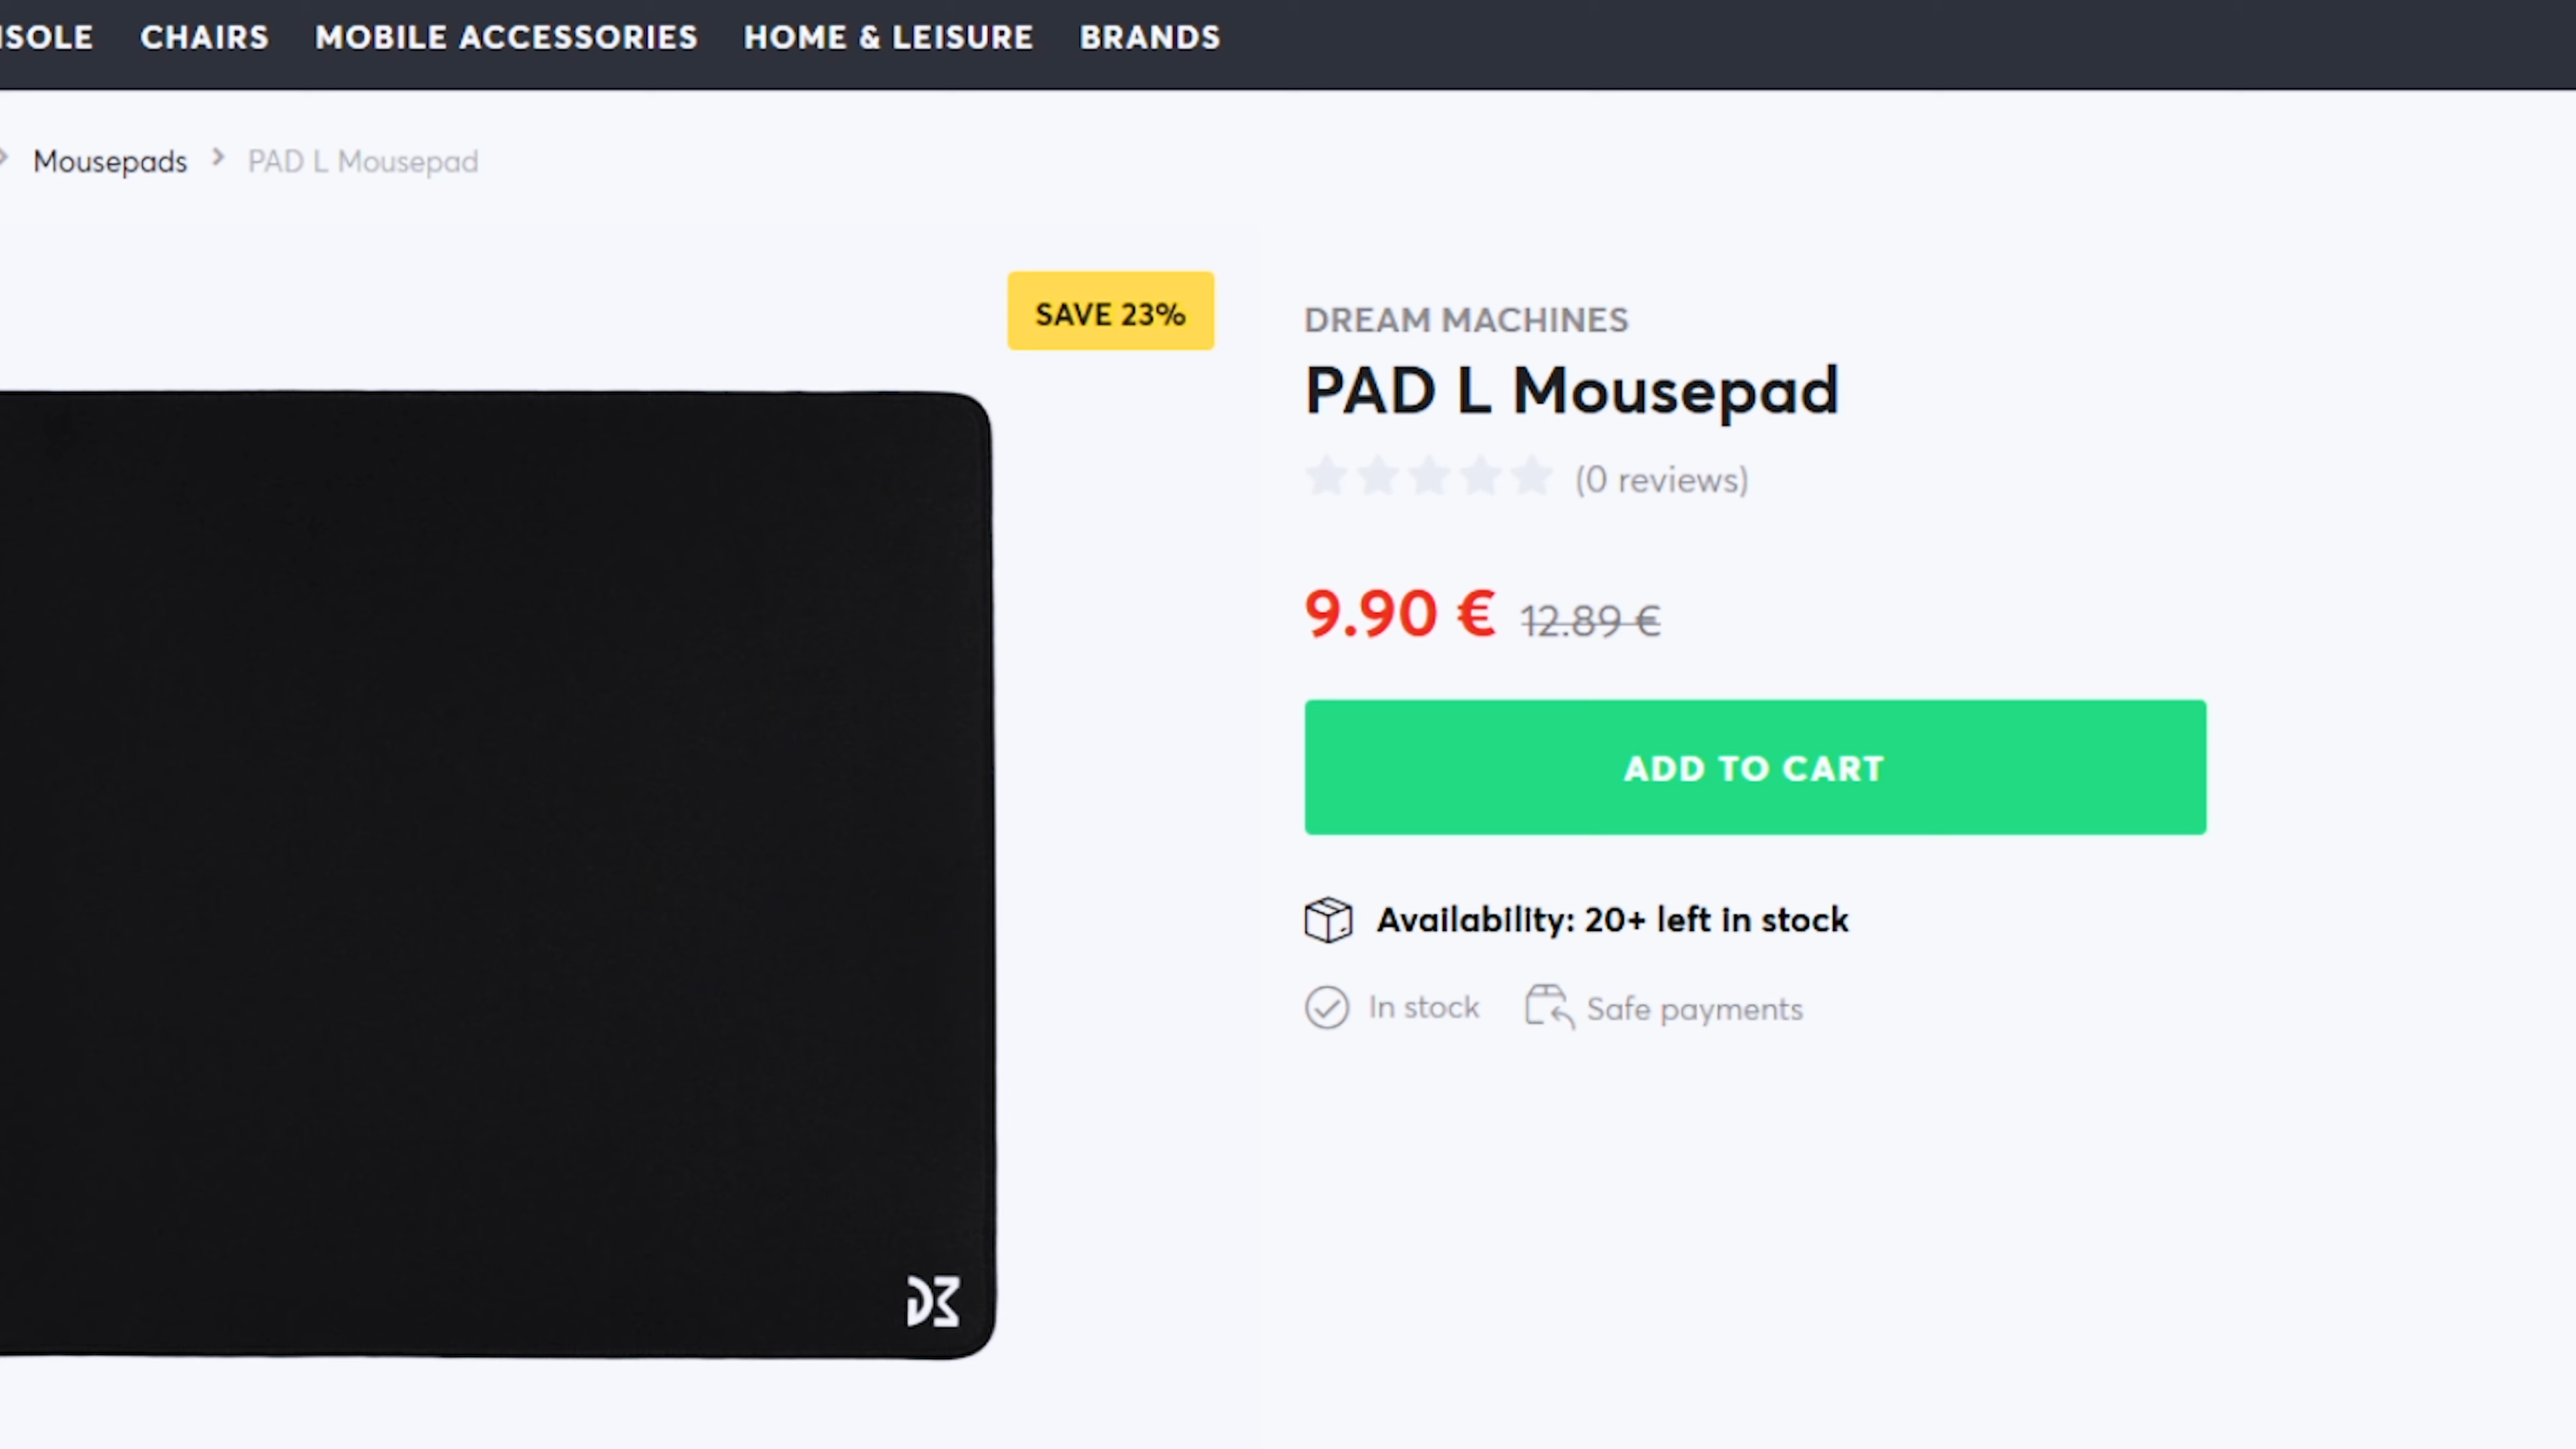 CHAIRS MOBILE ACCESSORIES HOME & LEISURE BRANDS
Mousepads > PAD L Mousepad
SAVE 23%
DREAM MACHINES
PAD L Mousepad
(0 reviews)
9.90 € 12.89 €
ADD TO CART
Availability: 20+ left in stock
In stock Safe payments